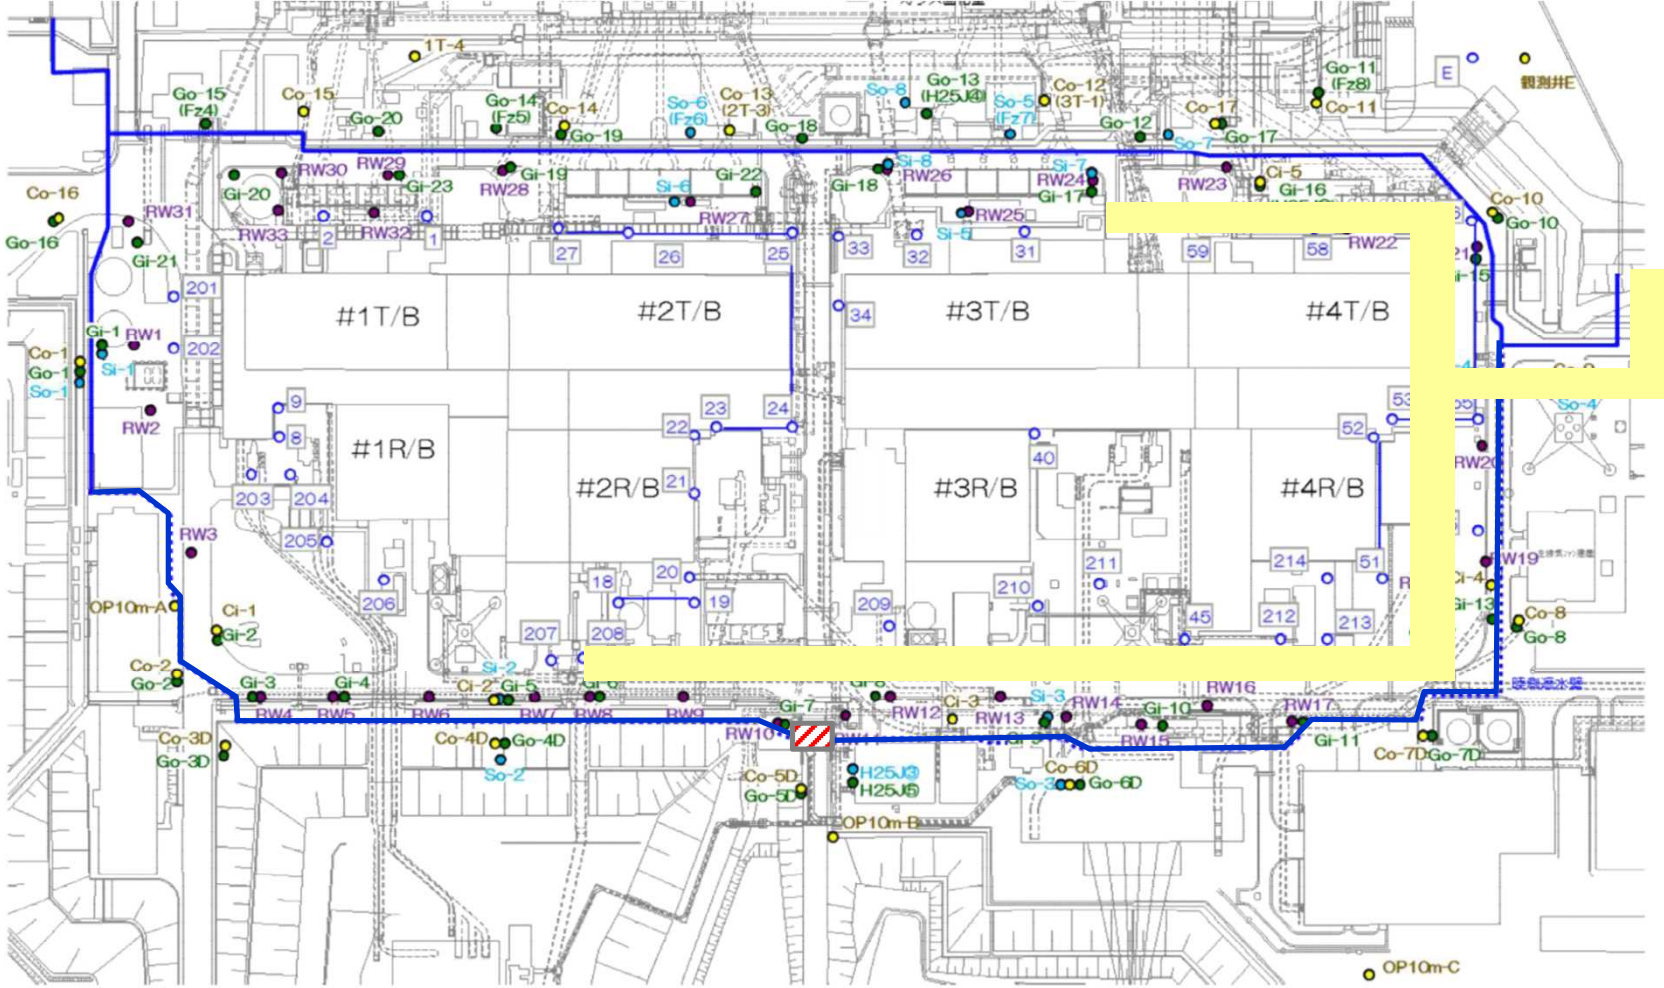 1T-4
Go-15
(Fz4)
Co-15
Go-20
Go-14
(Fz5)
Co-14
Go-19
So-6
(Fz6)
Co-13
(2T-3)
Go-18
So-8
Go-13
(H25J④)
So-5
(Fz7)
Co-12
(3T-1)
Go-12
Co-17
So-7
Go-17
Go-11
(Fz8)
Co-11
E
観測井E
Co-16
Go-16
RW31
Gi-21
Gi-20
RW30
RW33
RW29
Gi-23
RW32
RW28
Gi-19
Si-6
RW27
Gi-22
Gi-18
Si-8
RW26
Si-5
RW25
Si-7
RW24
Gi-17
RW23
Ci-5
Gi-16
RW22
Co-10
Go-10
2
1
27
26
25
33
32
31
59
58
201
202
34
#1T/B
#2T/B
#3T/B
#4T/B
Gi-1
RW1
Co-1
Go-1
So-1
Si-1
RW2
So-4
9
8
203
204
205
206
#1R/B
#2R/B
#3R/B
#4R/B
23
24
22
21
20
19
18
40
52
53
51
RW20
RW19
Ci-4
Gi-13
Co-8
Go-8
RW3
OP10m-A
Ci-1
Gi-2
Co-2
Go-2
207
208
209
210
211
214
45
212
213
Gi-3
RW4
Gi-4
RW5
RW6
Si-2
Ci-2
Gi-5
RW7
RW8
RW9
Gi-7
RW10
RW12
Ci-3
RW13
Si-3
RW14
RW15
Gi-10
RW16
RW17
Gi-11
陸側遮水壁
Co-3D
Go-3D
Co-4D
Go-4D
So-2
Co-5D
Go-5D
H25J③
H25J⑤
Co-6D
So-3
Go-6D
Co-7D
Go-7D
OP10m-B
OP10m-C